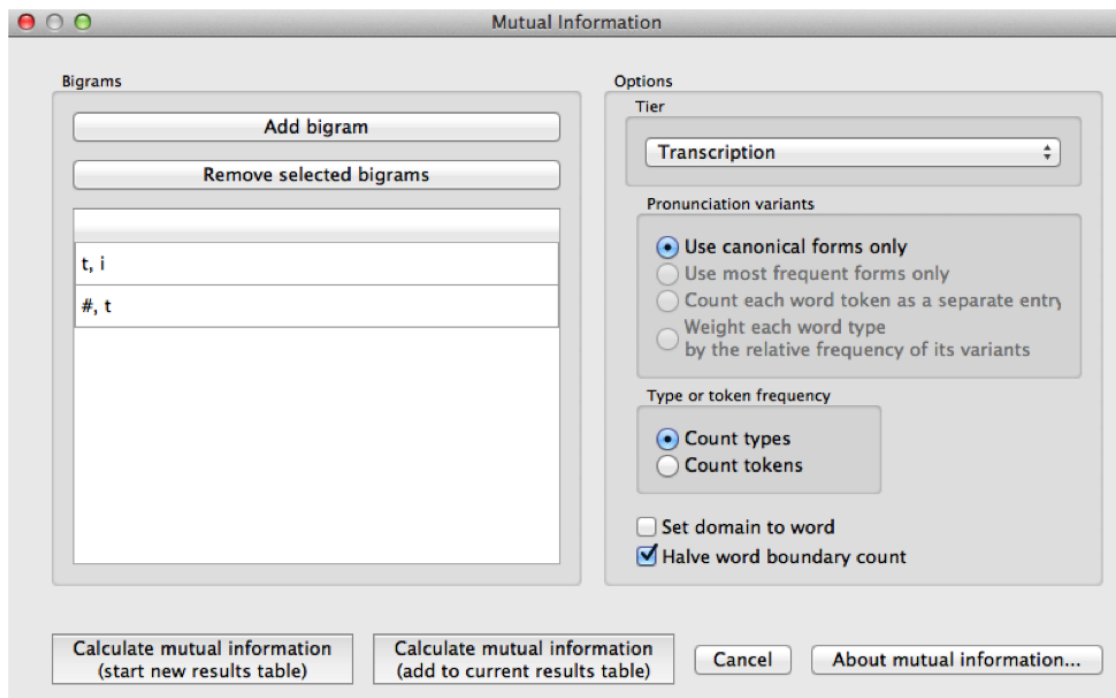 Mutual Information
Bigrams
Add bigram
Remove selected bigrams
t, i
#, t
Options
Tier
Transcription
Pronunciation variants
Use canonical forms only
Use most frequent forms only
Count each word token as a separate entry
Weight each word type
by the relative frequency of its variants
Type or token frequency
Count types
Count tokens
Set domain to word
Halve word boundary count
Calculate mutual information
(start new results table)
Calculate mutual information
(add to current results table)
Cancel
About mutual information...